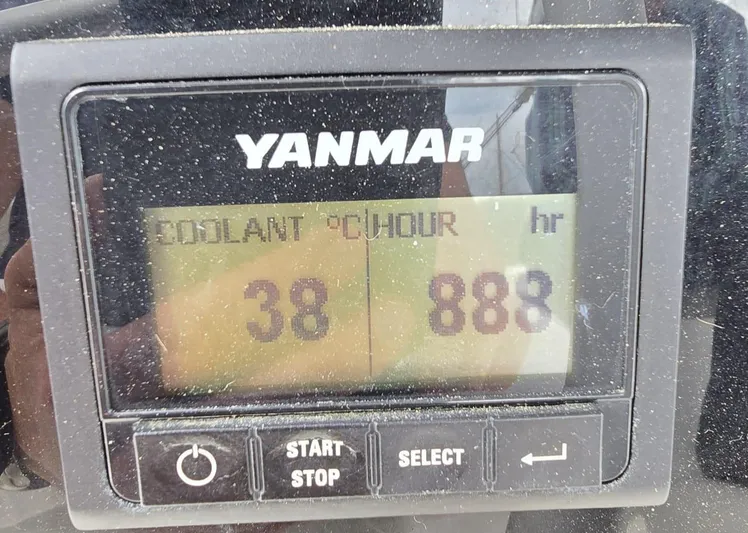 YANMAR
COOLANT °C HOUR hr
38 888
START SELECT
STOP